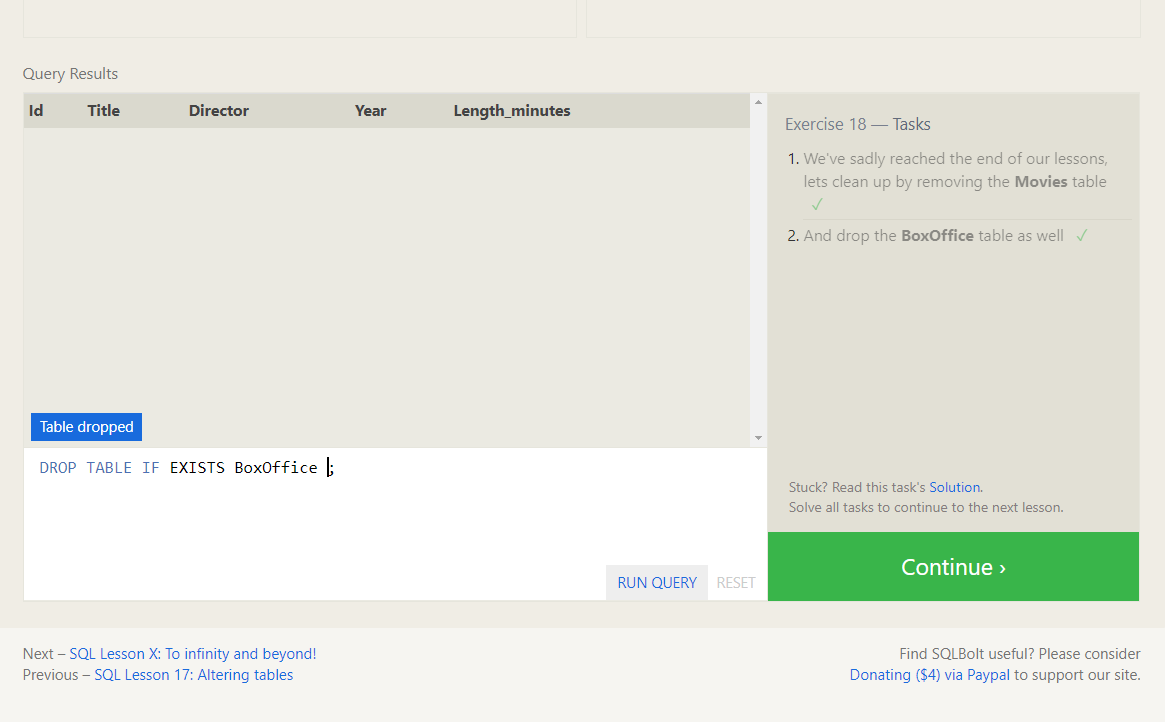 Query Results
Id Title Director Year Length_minutes
Table dropped
DROP TABLE IF EXISTS BoxOffice ;
RUN QUERY RESET
Exercise 18 — Tasks
1. We've sadly reached the end of our lessons,
lets clean up by removing the Movies table
✓
2. And drop the BoxOffice table as well ✓
Stuck? Read this task's Solution.
Solve all tasks to continue to the next lesson.
Continue ›
Next – SQL Lesson X: To infinity and beyond!
Previous – SQL Lesson 17: Altering tables
Find SQLBolt useful? Please consider
Donating ($4) via Paypal to support our site.